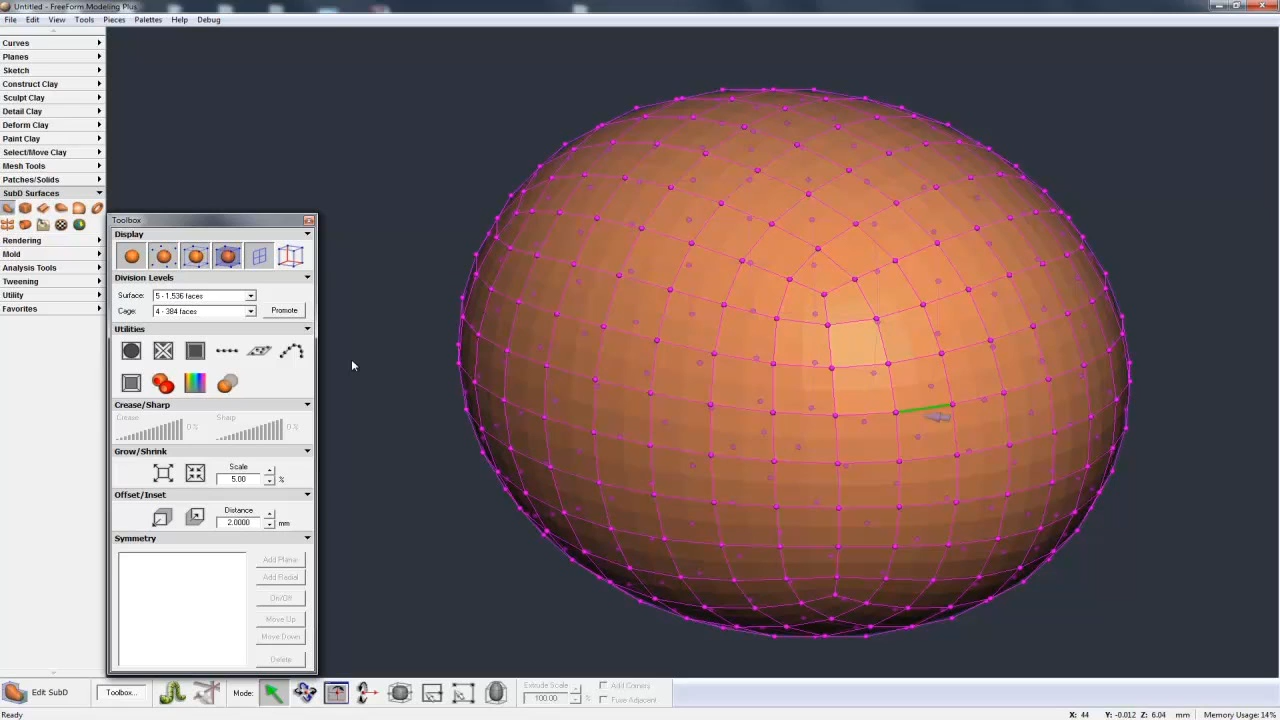 Untitled - FreeForm Modeling Plus
File Edit View Tools Pieces Palettes Help Debug
Curves
Planes
Sketch
Construct Clay
Sculpt Clay
Detail Clay
Deform Clay
Paint Clay
Select/Move Clay
Mesh Tools
Patches/Solids
SubD Surfaces
Rendering
Mold
Analysis Tools
Tweening
Utility
Favorites
Toolbox
Display
Division Levels
Surface: 5 - 1,536 faces
Cage: 4 - 384 faces Promote
Utilities
Crease/Sharp
Crease 0 % Sharp 0 %
Grow/Shrink
Scale
5.00 %
Offset/Inset
Distance
2.0000 mm
Symmetry
Add Planar
Add Radial
On/Off
Move Up
Move Down
Delete
Edit SubD Toolbox... Mode: Extrude Scale 100.00 % Add Corners
Fuse Adjacent
Ready X: 44 Y: -0.012 Z: 6.04 mm Memory Usage: 14%